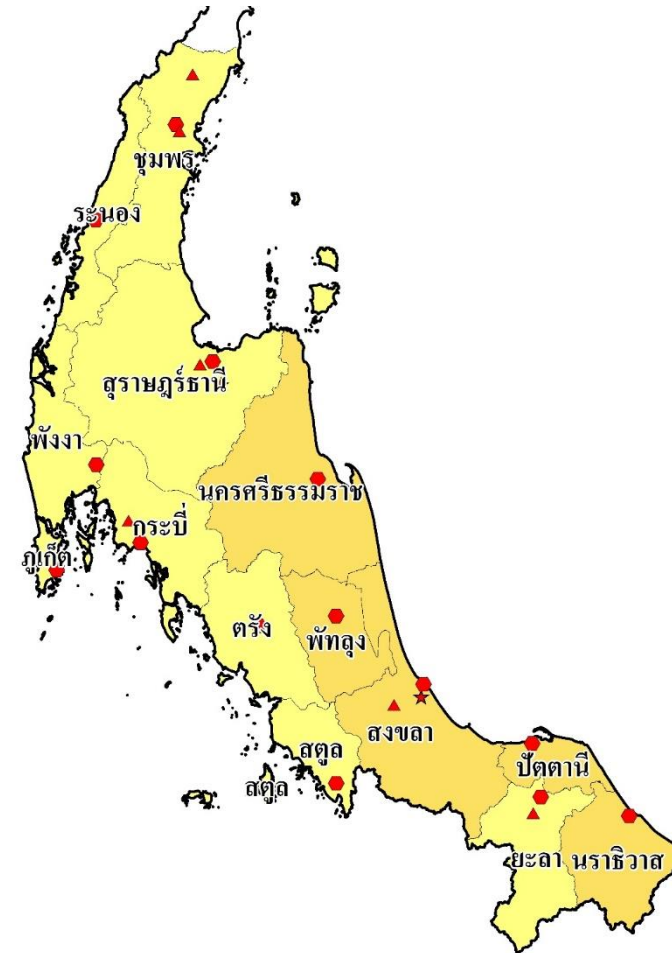 ชุมพร
ระนอง
สุราษฎร์ธานี
พังงา
นครศรีธรรมราช
กระบี่
ภูเก็ต
ตรัง
พัทลุง
สงขลา
สตูล
ปัตตานี
สตูล
ยะลา
นราธิวาส